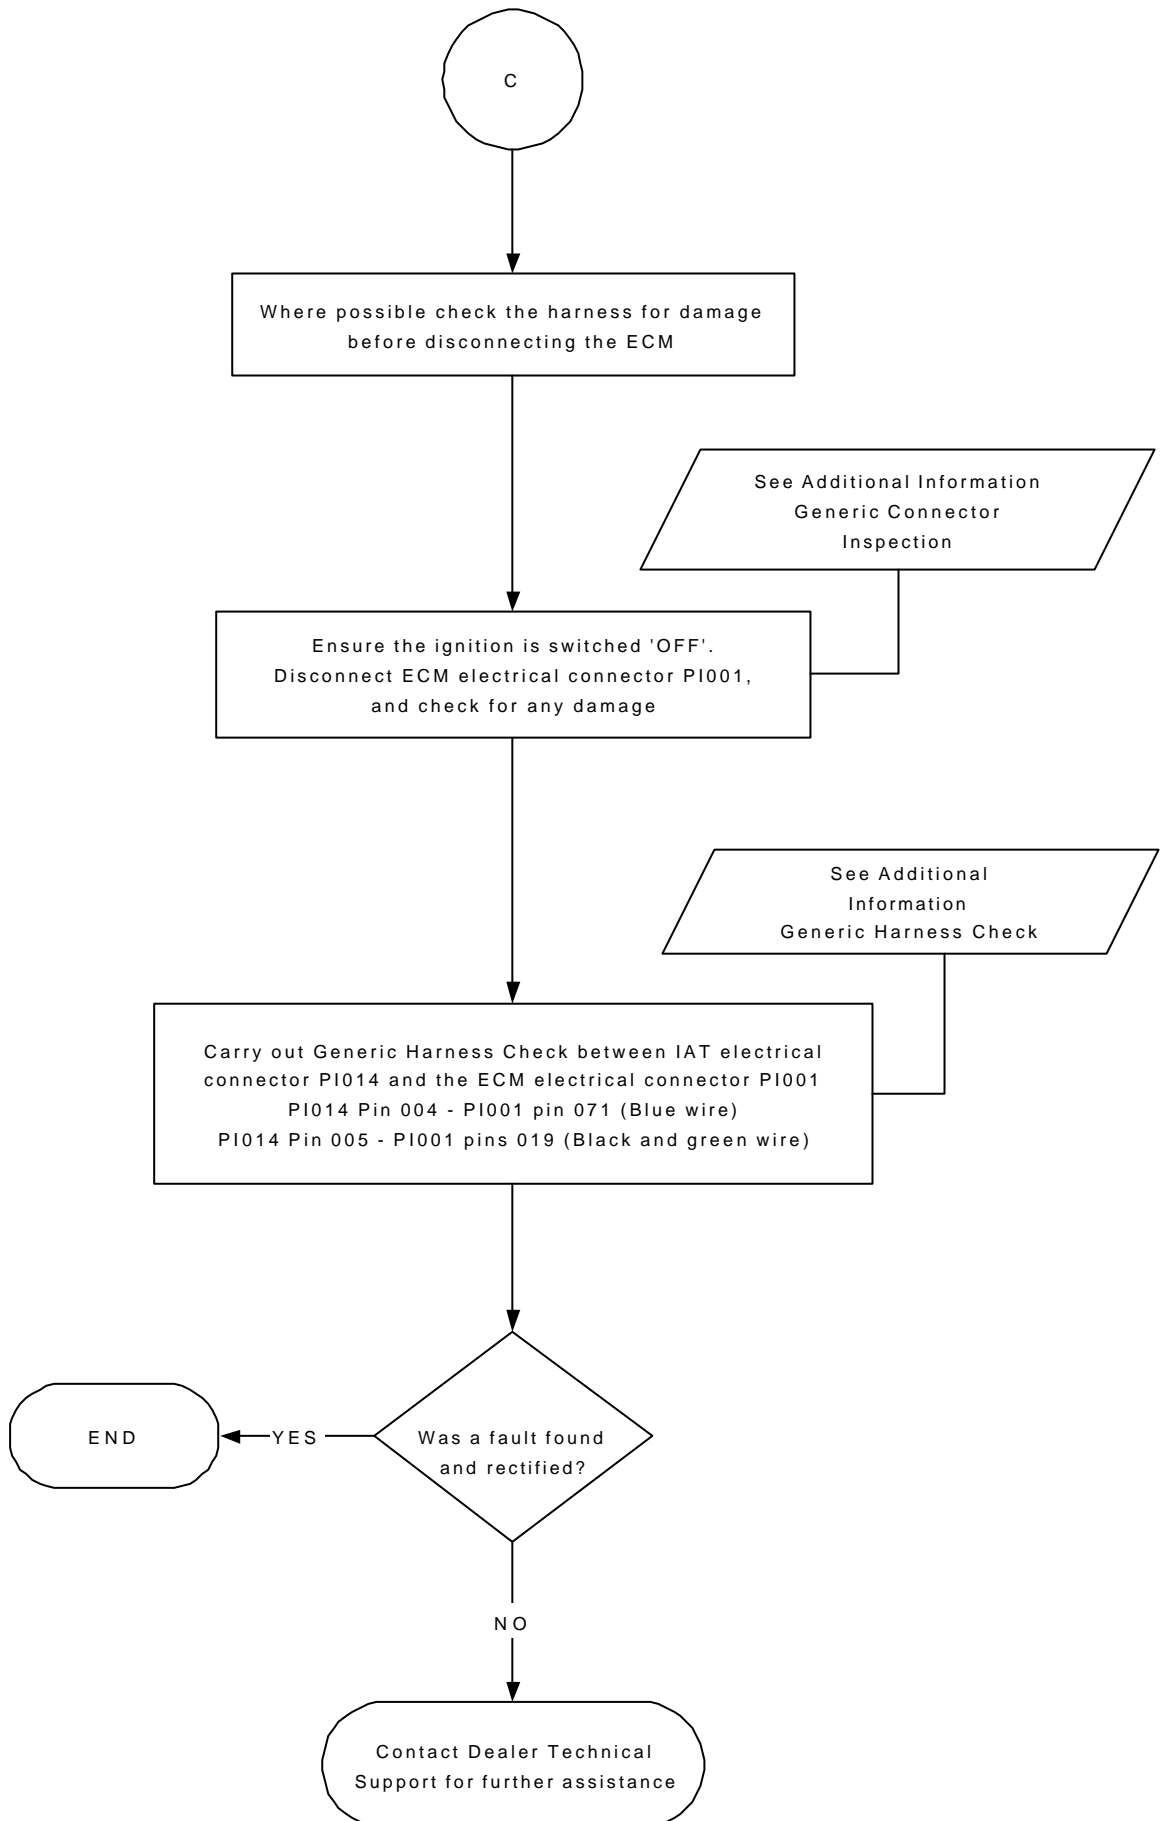 C
Where possible check the harness for damage
before disconnecting the ECM
See Additional Information
Generic Connector
Inspection
Ensure the ignition is switched 'OFF'.
Disconnect ECM electrical connector PI001,
and check for any damage
See Additional
Information
Generic Harness Check
Carry out Generic Harness Check between IAT electrical
connector PI014 and the ECM electrical connector PI001
PI014 Pin 004 - PI001 pin 071 (Blue wire)
PI014 Pin 005 - PI001 pins 019 (Black and green wire)
END
YES
Was a fault found
and rectified?
NO
Contact Dealer Technical
Support for further assistance